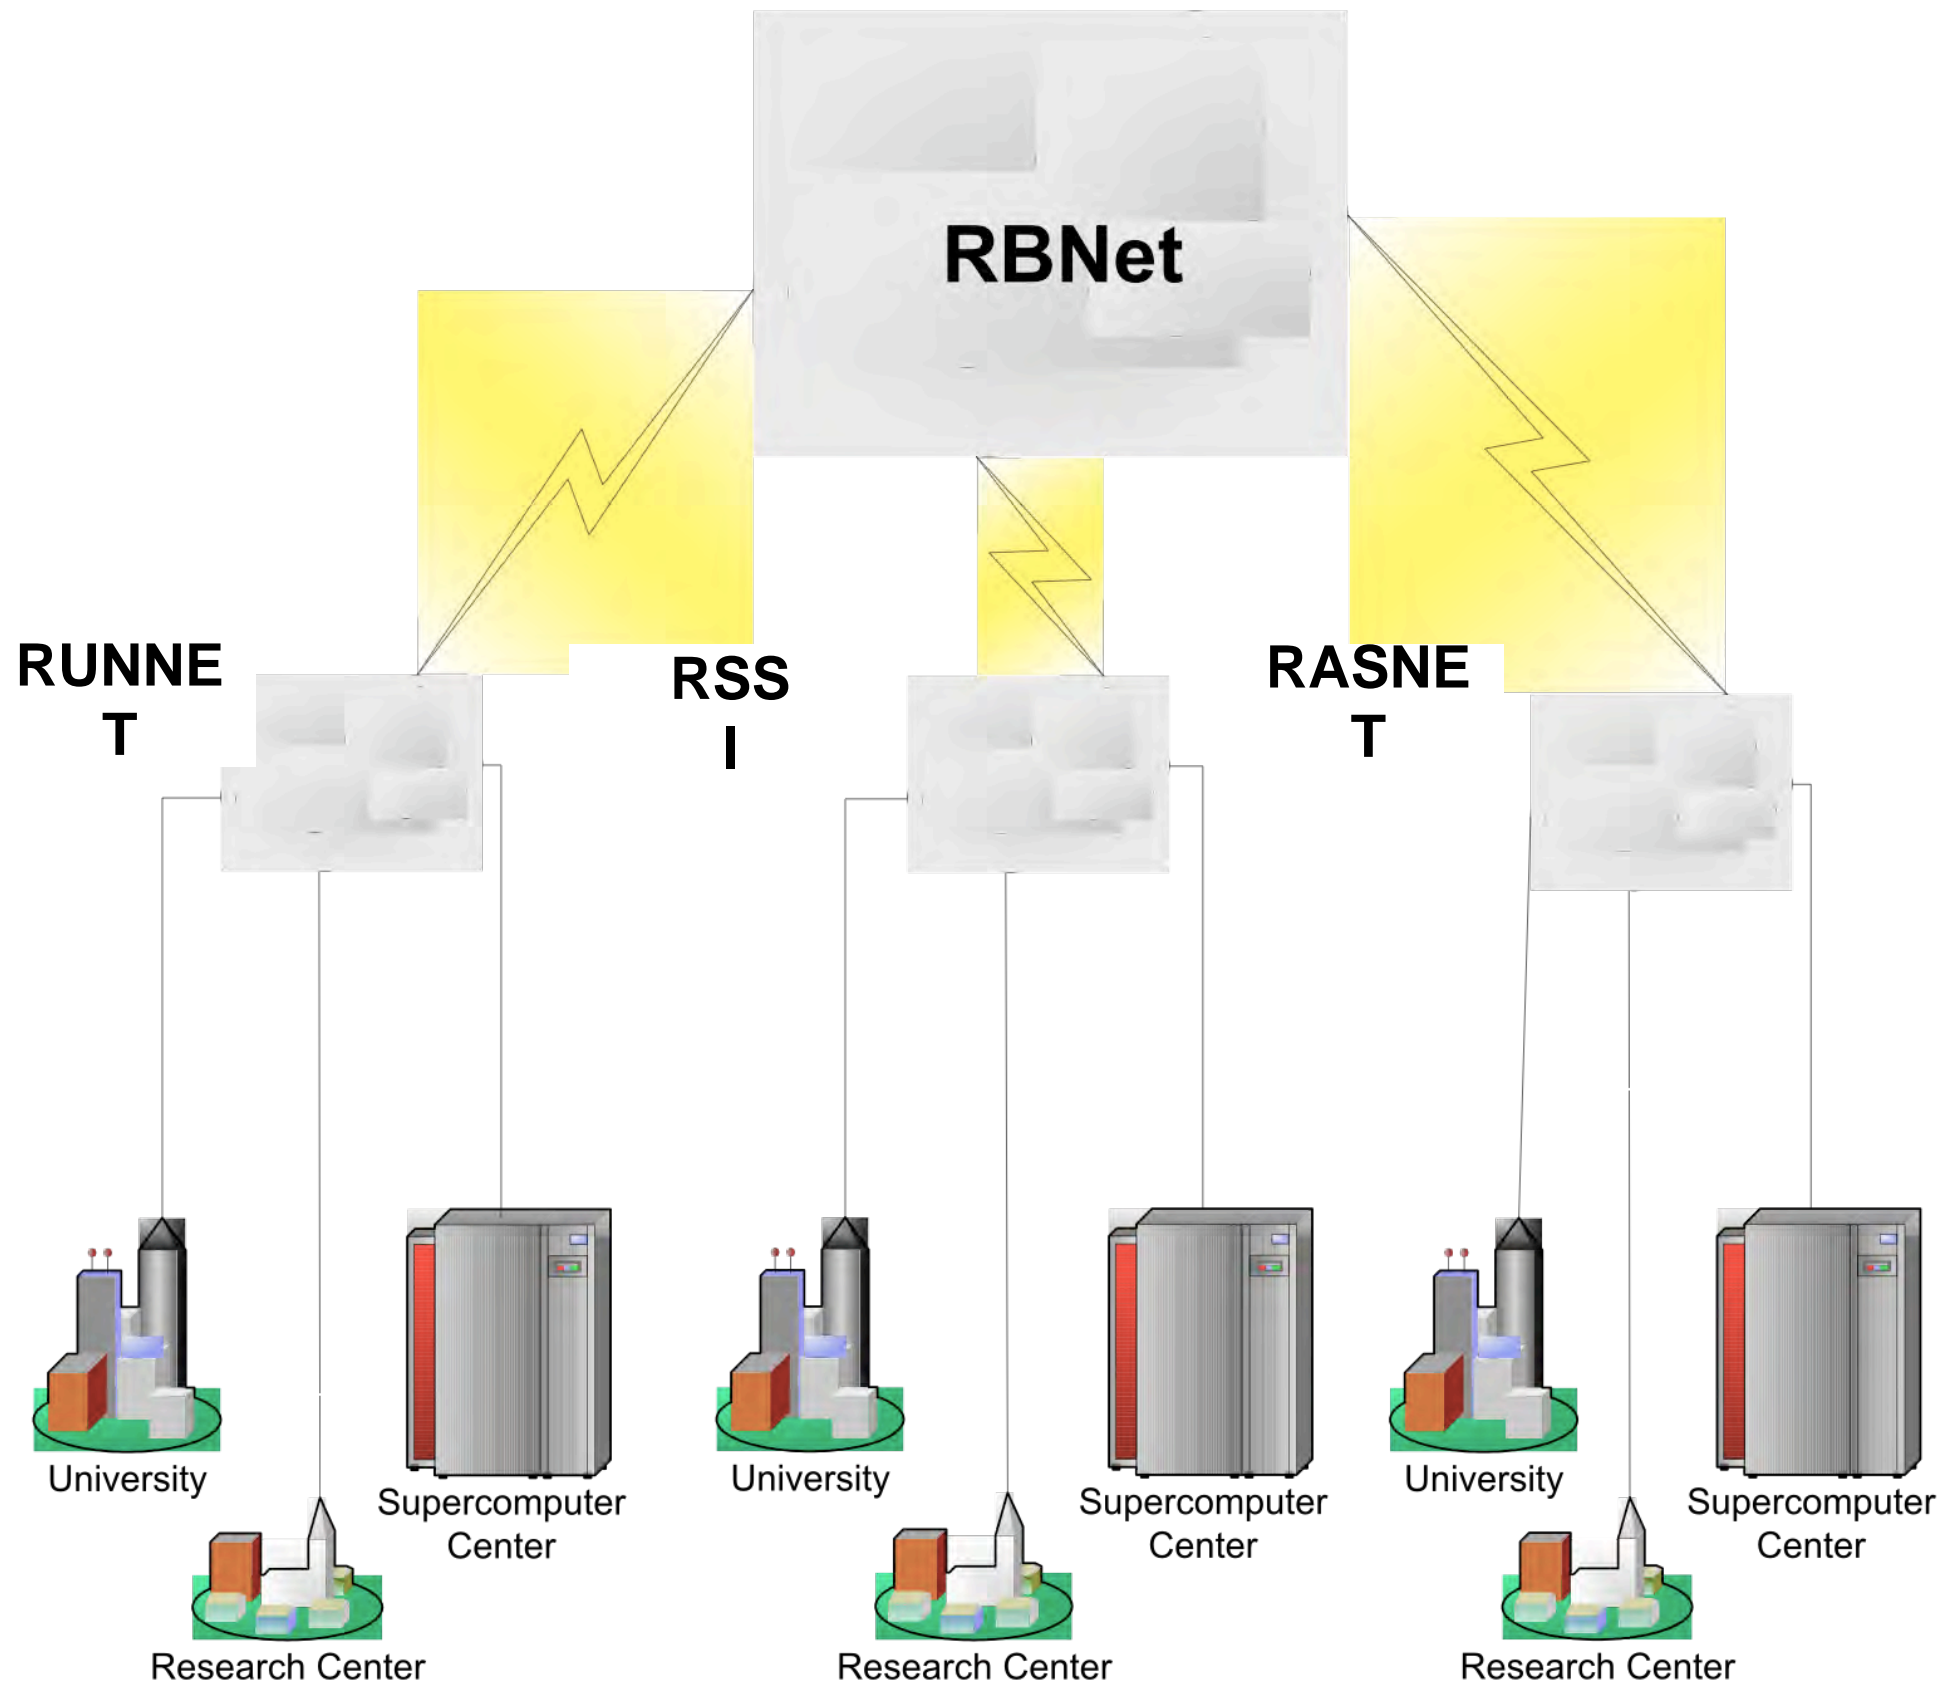 RBNet
RUNNE
T
RSS
I
RASNE
T
University
Supercomputer
Center
Research Center
University
Supercomputer
Center
Research Center
University
Supercomputer
Center
Research Center